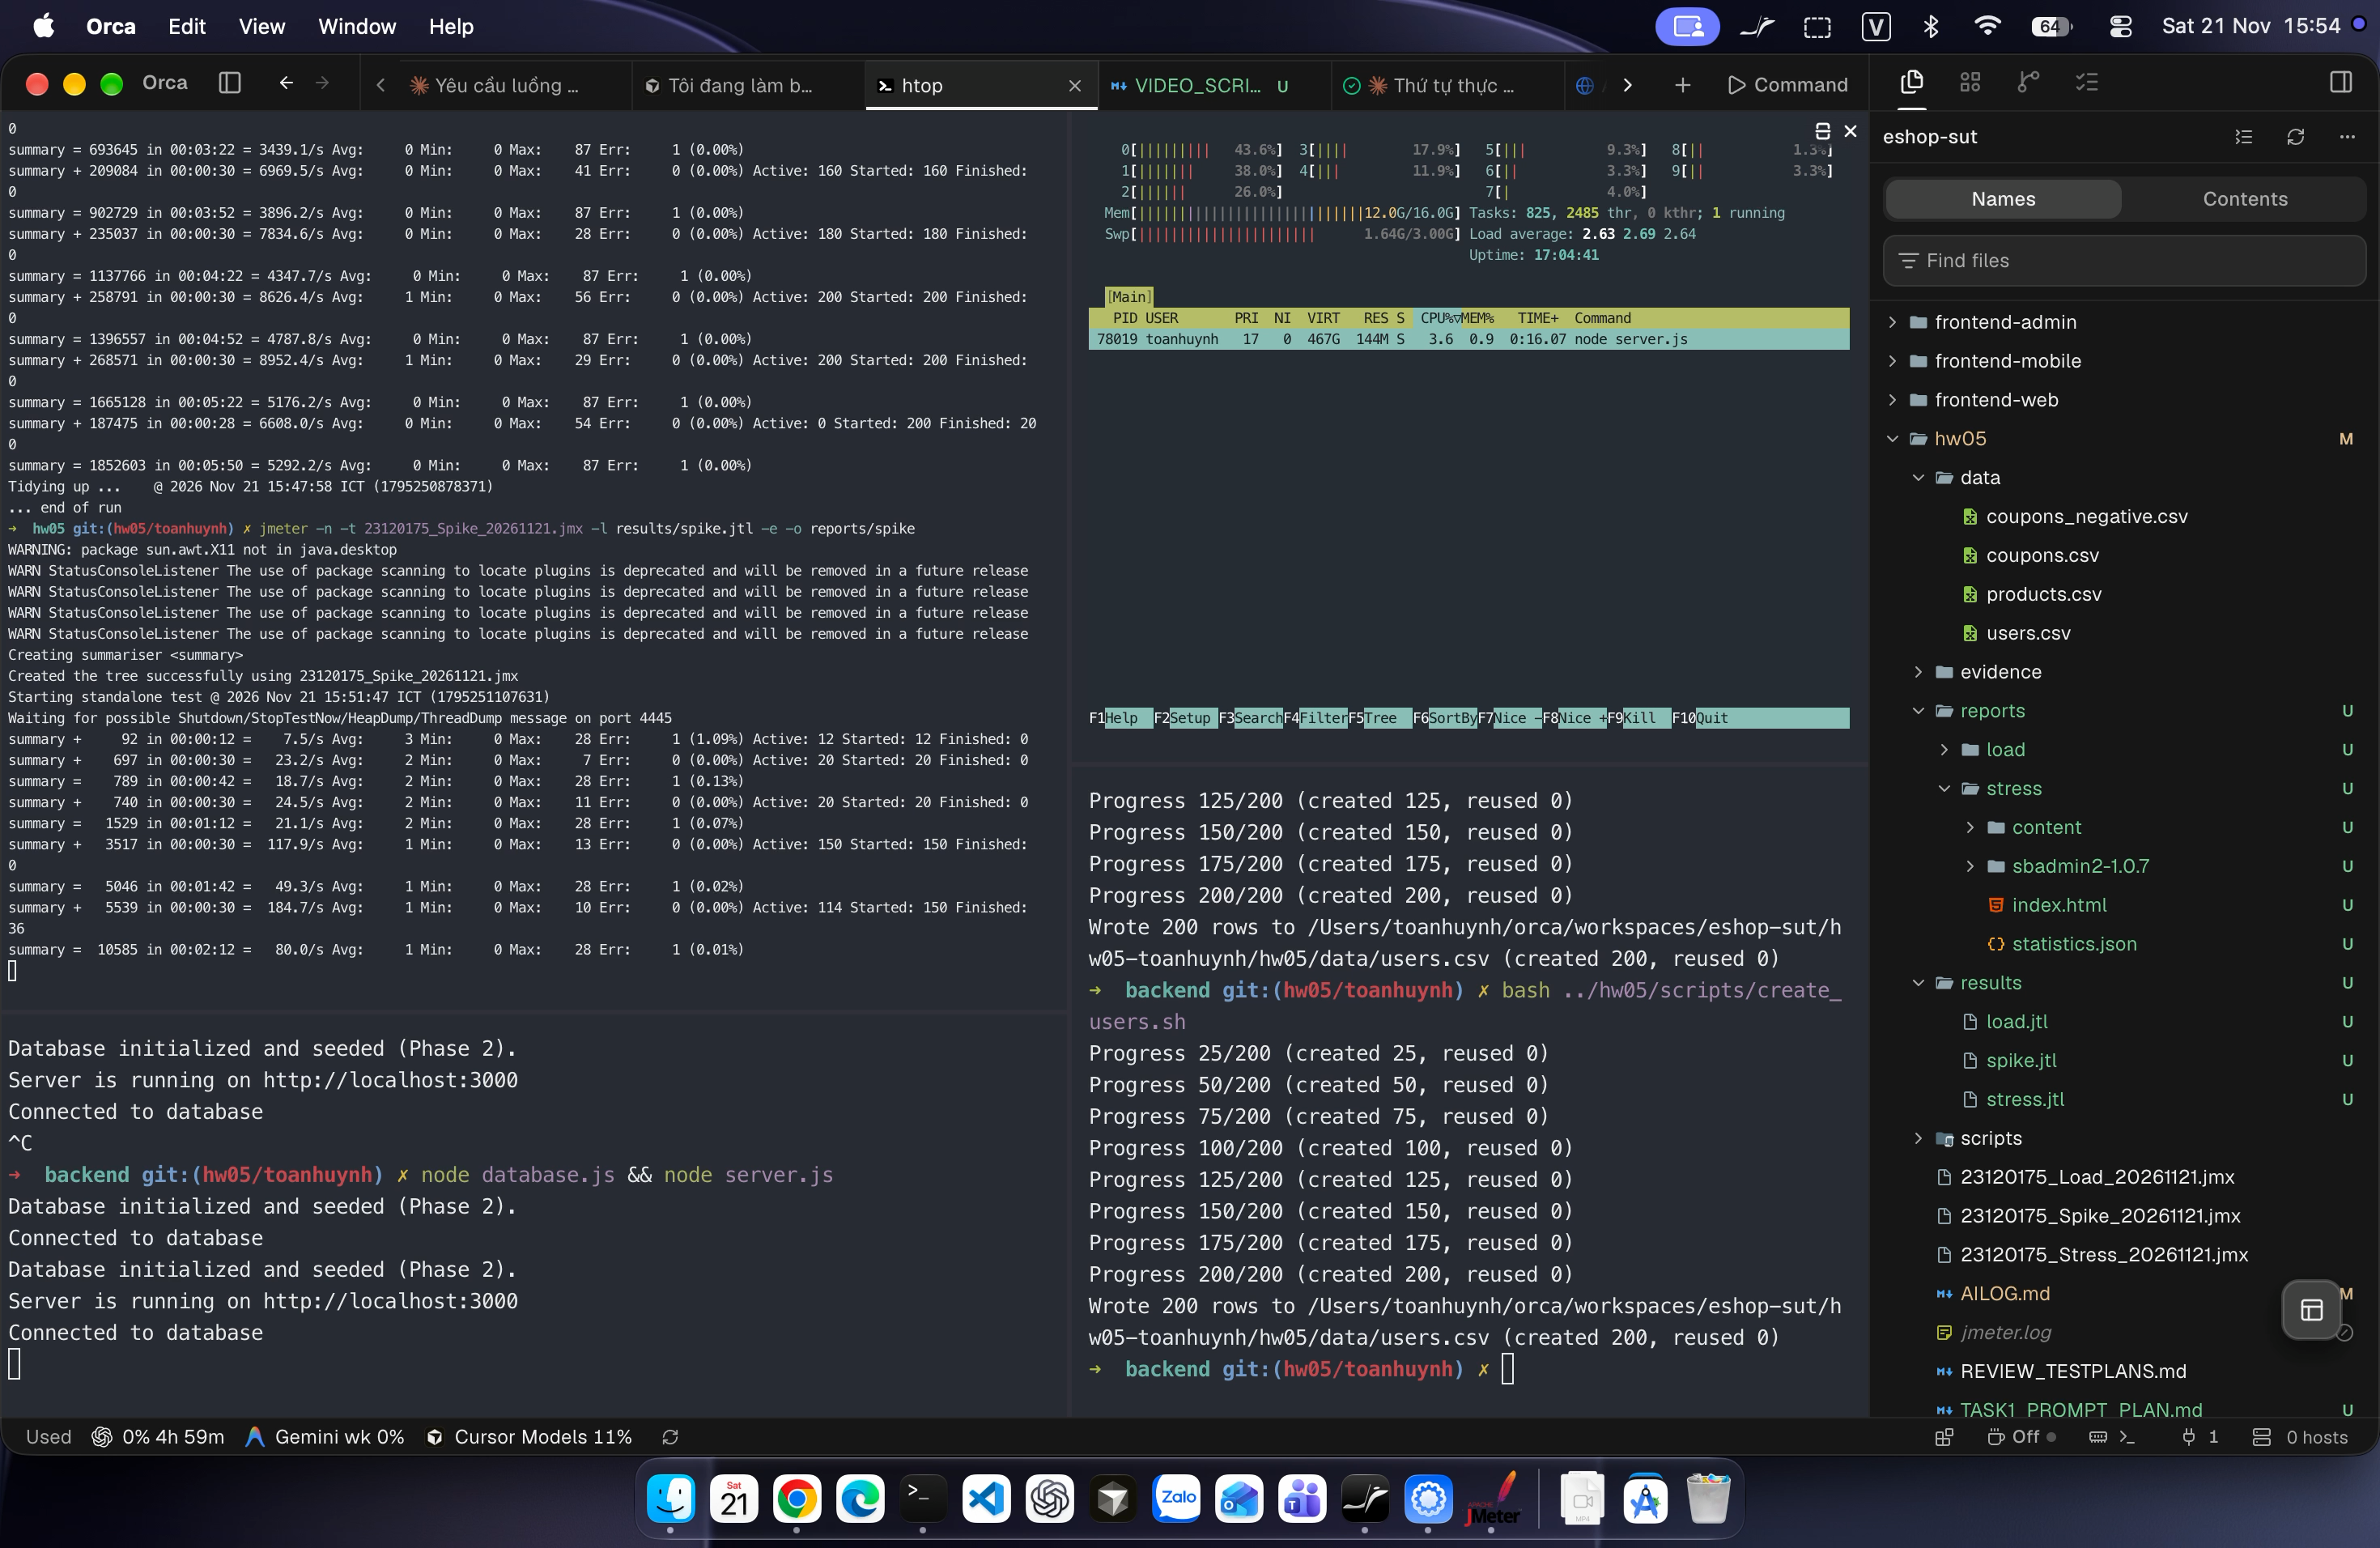 Orca Edit View Window Help
V 64 Sat 21 Nov 15:54
Orca
Yêu cầu luồng ...
Tôi đang làm b...
htop
VIDEO_SCRI... U
Thứ tự thực ...
Command
0
summary = 693645 in 00:03:22 = 3439.1/s Avg: 0 Min: 0 Max: 87 Err: 1 (0.00%)
summary + 209084 in 00:00:30 = 6969.5/s Avg: 0 Min: 0 Max: 41 Err: 0 (0.00%) Active: 160 Started: 160 Finished:
0
summary = 902729 in 00:03:52 = 3896.2/s Avg: 0 Min: 0 Max: 87 Err: 1 (0.00%)
summary + 235037 in 00:00:30 = 7834.6/s Avg: 0 Min: 0 Max: 28 Err: 0 (0.00%) Active: 180 Started: 180 Finished:
0
summary = 1137766 in 00:04:22 = 4347.7/s Avg: 0 Min: 0 Max: 87 Err: 1 (0.00%)
summary + 258791 in 00:00:30 = 8626.4/s Avg: 1 Min: 0 Max: 56 Err: 0 (0.00%) Active: 200 Started: 200 Finished:
0
summary = 1396557 in 00:04:52 = 4787.8/s Avg: 0 Min: 0 Max: 87 Err: 1 (0.00%)
summary + 268571 in 00:00:30 = 8952.4/s Avg: 1 Min: 0 Max: 29 Err: 0 (0.00%) Active: 200 Started: 200 Finished:
0
summary = 1665128 in 00:05:22 = 5176.2/s Avg: 0 Min: 0 Max: 87 Err: 1 (0.00%)
summary + 187475 in 00:00:28 = 6608.0/s Avg: 0 Min: 0 Max: 54 Err: 0 (0.00%) Active: 0 Started: 200 Finished: 20
0
summary = 1852603 in 00:05:50 = 5292.2/s Avg: 0 Min: 0 Max: 87 Err: 1 (0.00%)
Tidying up ... @ 2026 Nov 21 15:47:58 ICT (1795250878371)
... end of run
→ hw05 git:(hw05/toanhuynh) ✗ jmeter -n -t 23120175_Spike_20261121.jmx -l results/spike.jtl -e -o reports/spike
WARNING: package sun.awt.X11 not in java.desktop
WARN StatusConsoleListener The use of package scanning to locate plugins is deprecated and will be removed in a future release
WARN StatusConsoleListener The use of package scanning to locate plugins is deprecated and will be removed in a future release
WARN StatusConsoleListener The use of package scanning to locate plugins is deprecated and will be removed in a future release
WARN StatusConsoleListener The use of package scanning to locate plugins is deprecated and will be removed in a future release
Creating summariser <summary>
Created the tree successfully using 23120175_Spike_20261121.jmx
Starting standalone test @ 2026 Nov 21 15:51:47 ICT (1795251107631)
Waiting for possible Shutdown/StopTestNow/HeapDump/ThreadDump message on port 4445
summary + 92 in 00:00:12 = 7.5/s Avg: 3 Min: 0 Max: 28 Err: 1 (1.09%) Active: 12 Started: 12 Finished: 0
summary + 697 in 00:00:30 = 23.2/s Avg: 2 Min: 0 Max: 7 Err: 0 (0.00%) Active: 20 Started: 20 Finished: 0
summary = 789 in 00:00:42 = 18.7/s Avg: 2 Min: 0 Max: 28 Err: 1 (0.13%)
summary + 740 in 00:00:30 = 24.5/s Avg: 2 Min: 0 Max: 11 Err: 0 (0.00%) Active: 20 Started: 20 Finished: 0
summary = 1529 in 00:01:12 = 21.1/s Avg: 2 Min: 0 Max: 28 Err: 1 (0.07%)
summary + 3517 in 00:00:30 = 117.9/s Avg: 1 Min: 0 Max: 13 Err: 0 (0.00%) Active: 150 Started: 150 Finished:
0
summary = 5046 in 00:01:42 = 49.3/s Avg: 1 Min: 0 Max: 28 Err: 1 (0.02%)
summary + 5539 in 00:00:30 = 184.7/s Avg: 1 Min: 0 Max: 10 Err: 0 (0.00%) Active: 114 Started: 150 Finished:
36
summary = 10585 in 00:02:12 = 80.0/s Avg: 1 Min: 0 Max: 28 Err: 1 (0.01%)
Database initialized and seeded (Phase 2).
Server is running on http://localhost:3000
Connected to database
^C
→ backend git:(hw05/toanhuynh) ✗ node database.js && node server.js
Database initialized and seeded (Phase 2).
Connected to database
Database initialized and seeded (Phase 2).
Server is running on http://localhost:3000
Connected to database
0[|||||||||| 43.6%] 3[|||| 17.9%] 5[||| 9.3%] 8[|| 1.3%]
1[|||||||| 38.0%] 4[||| 11.9%] 6[|| 3.3%] 9[|| 3.3%]
2[|||||| 26.0%] 7[| 4.0%]
Mem[||||||||||||||||||||||||||||12.0G/16.0G] Tasks: 825, 2485 thr, 0 kthr; 1 running
Swp[|||||||||||||||||||||| 1.64G/3.00G] Load average: 2.63 2.69 2.64
Uptime: 17:04:41
[Main]
PID USER PRI NI VIRT RES S CPU%▽MEM% TIME+ Command
78019 toanhuynh 17 0 467G 144M S 3.6 0.9 0:16.07 node server.js
F1Help F2Setup F3SearchF4FilterF5Tree F6SortByF7Nice -F8Nice +F9Kill F10Quit
Progress 125/200 (created 125, reused 0)
Progress 150/200 (created 150, reused 0)
Progress 175/200 (created 175, reused 0)
Progress 200/200 (created 200, reused 0)
Wrote 200 rows to /Users/toanhuynh/orca/workspaces/eshop-sut/h
w05-toanhuynh/hw05/data/users.csv (created 200, reused 0)
→ backend git:(hw05/toanhuynh) ✗ bash ../hw05/scripts/create_
users.sh
Progress 25/200 (created 25, reused 0)
Progress 50/200 (created 50, reused 0)
Progress 75/200 (created 75, reused 0)
Progress 100/200 (created 100, reused 0)
Progress 125/200 (created 125, reused 0)
Progress 150/200 (created 150, reused 0)
Progress 175/200 (created 175, reused 0)
Progress 200/200 (created 200, reused 0)
Wrote 200 rows to /Users/toanhuynh/orca/workspaces/eshop-sut/h
w05-toanhuynh/hw05/data/users.csv (created 200, reused 0)
→ backend git:(hw05/toanhuynh) ✗
eshop-sut
Names Contents
Find files
frontend-admin
frontend-mobile
frontend-web
hw05 M
data
coupons_negative.csv
coupons.csv
products.csv
users.csv
evidence
reports U
load U
stress U
content U
sbadmin2-1.0.7 U
index.html U
statistics.json U
results U
load.jtl U
spike.jtl U
stress.jtl U
scripts
23120175_Load_20261121.jmx
23120175_Spike_20261121.jmx
23120175_Stress_20261121.jmx
AILOG.md M
jmeter.log
REVIEW_TESTPLANS.md
TASK1_PROMPT_PLAN.md U
Used 0% 4h 59m Gemini wk 0% Cursor Models 11%
Off 1 0 hosts
Sat
21
Zalo
APACHE
JMeter
MP4